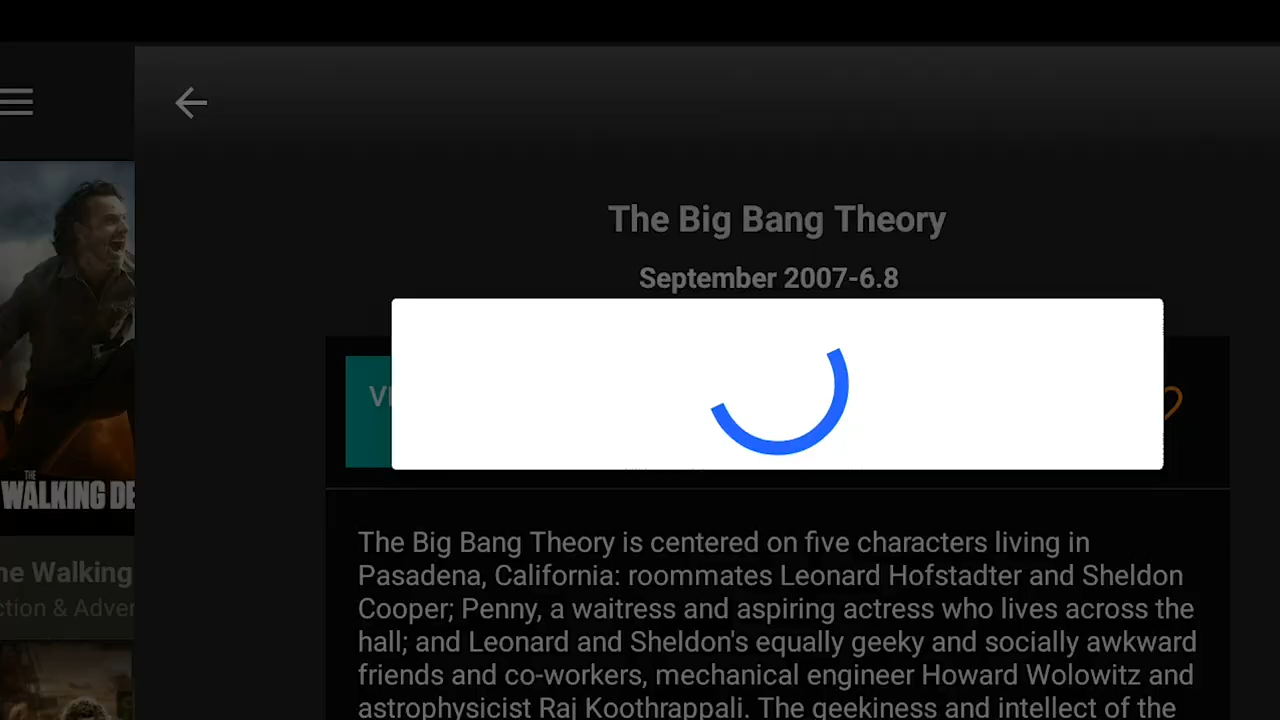 The Big Bang Theory
September 2007-6.8
THE
WALKING DE
The Big Bang Theory is centered on five characters living in
Pasadena, California: roommates Leonard Hofstadter and Sheldon
Cooper; Penny, a waitress and aspiring actress who lives across the
hall; and Leonard and Sheldon's equally geeky and socially awkward
friends and co-workers, mechanical engineer Howard Wolowitz and
astrophysicist Raj Koothrappali. The geekiness and intellect of the
ne Walking
ction & Adver